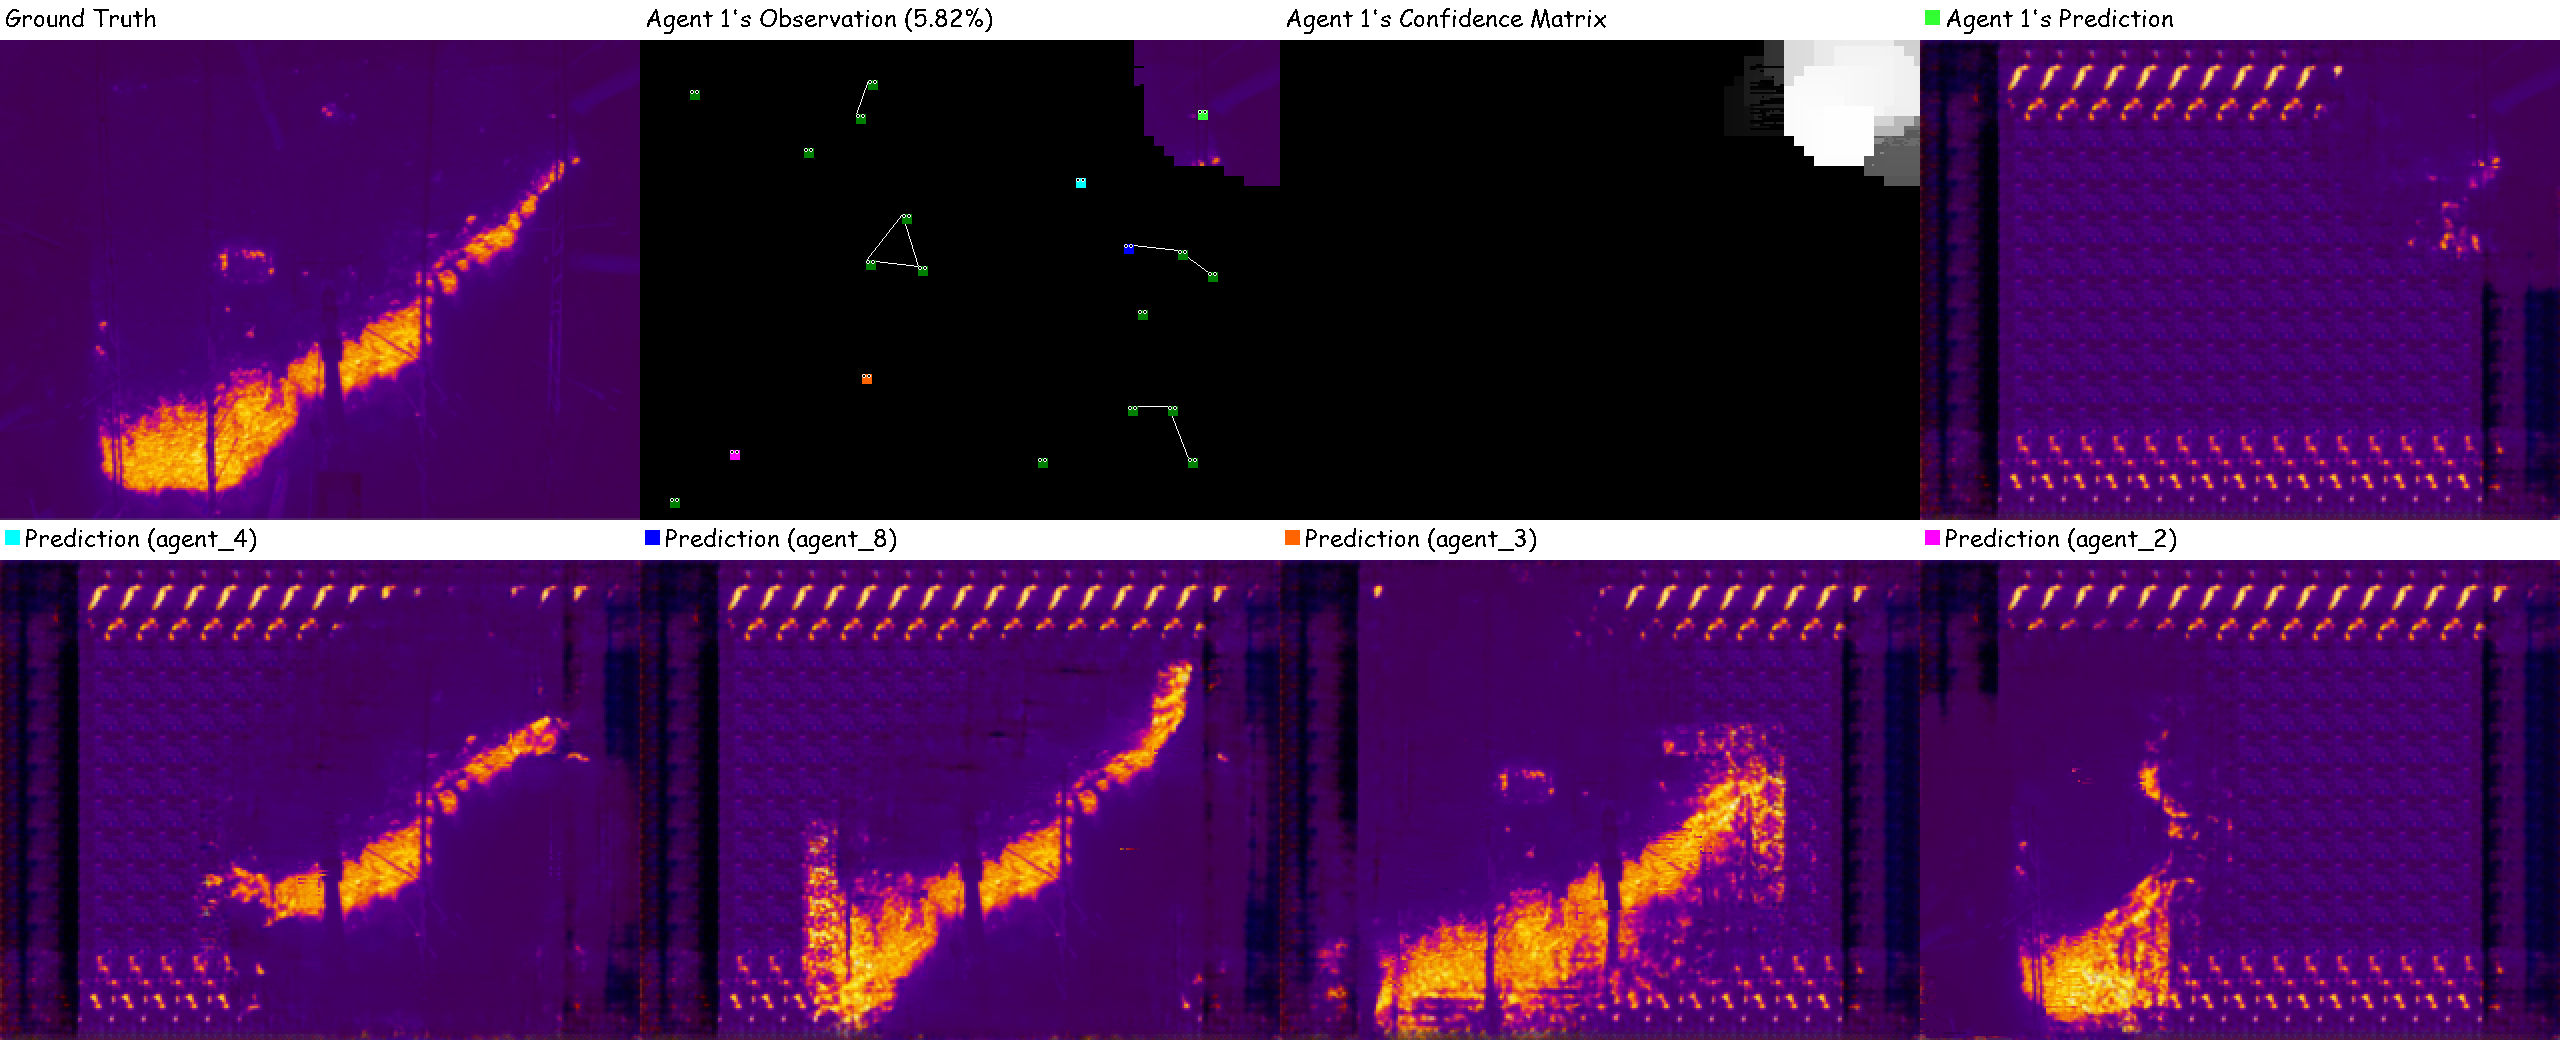 Ground Truth
Agent 1's Observation (5.82%)
Agent 1's Confidence Matrix
Agent 1's Prediction
Prediction (agent_4)
Prediction (agent_8)
Prediction (agent_3)
Prediction (agent_2)